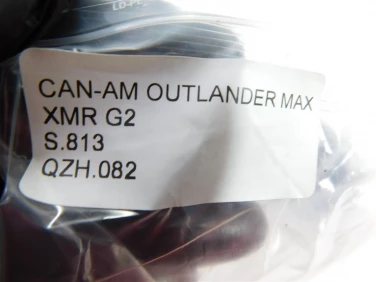 CAN-AM OUTLANDER MAX
XMR G2
S.813
QZH.082